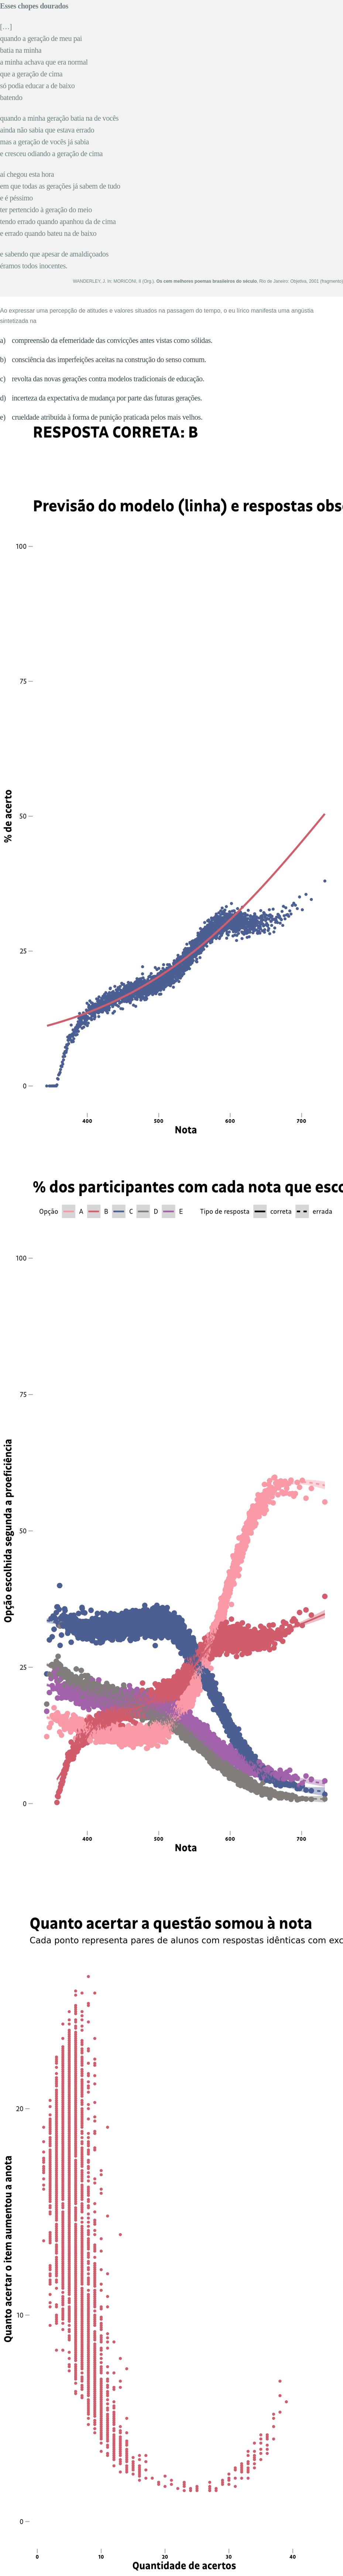 Esses chopes dourados
[…]
quando a geração de meu pai
batia na minha
a minha achava que era normal
que a geração de cima
só podia educar a de baixo
batendo
quando a minha geração batia na de vocês
ainda não sabia que estava errado
mas a geração de vocês já sabia
e cresceu odiando a geração de cima
aí chegou esta hora
em que todas as gerações já sabem de tudo
e é péssimo
ter pertencido à geração do meio
tendo errado quando apanhou da de cima
e errado quando bateu na de baixo
e sabendo que apesar de amaldiçoados
éramos todos inocentes.
WANDERLEY, J. In: MORICONI, Í (Org.). Os cem melhores poemas brasileiros do século. Rio de Janeiro: Objetiva, 2001 (fragmento)
Ao expressar uma percepção de atitudes e valores situados na passagem do tempo, o eu lírico manifesta uma angústia
sintetizada na
a) compreensão da efemeridade das convicções antes vistas como sólidas.
b) consciência das imperfeições aceitas na construção do senso comum.
c) revolta das novas gerações contra modelos tradicionais de educação.
d) incerteza da expectativa de mudança por parte das futuras gerações.
e) crueldade atribuída à forma de punição praticada pelos mais velhos.
RESPOSTA CORRETA: B
Previsão do modelo (linha) e respostas obs
100
75
50
25
0
% de acerto
400 500 600 700
Nota
% dos participantes com cada nota que esco
Opção A B C D E Tipo de resposta correta errada
100
75
50
25
0
Opção escolhida segunda a proeficiência
400 500 600 700
Nota
Quanto acertar a questão somou à nota
Cada ponto representa pares de alunos com respostas idênticas com exc
20
10
0
Quanto acertar o item aumentou a anota
0 10 20 30 40
Quantidade de acertos